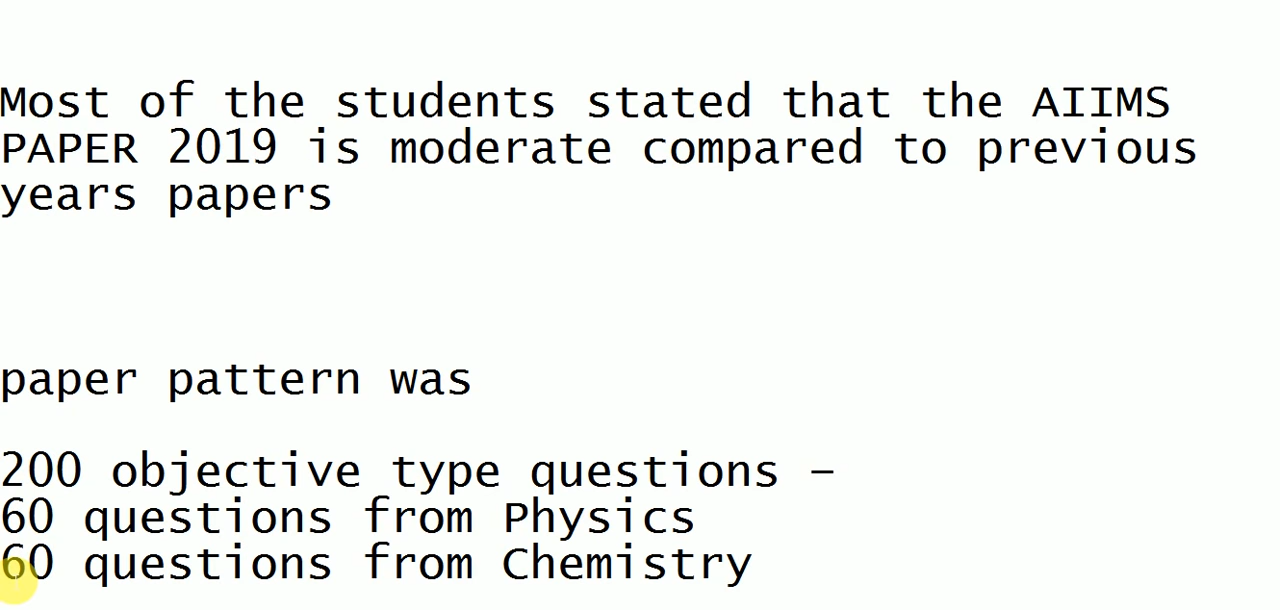 Most of the students stated that the AIIMS
PAPER 2019 is moderate compared to previous
years papers
paper pattern was
200 objective type questions –
60 questions from Physics
60 questions from Chemistry